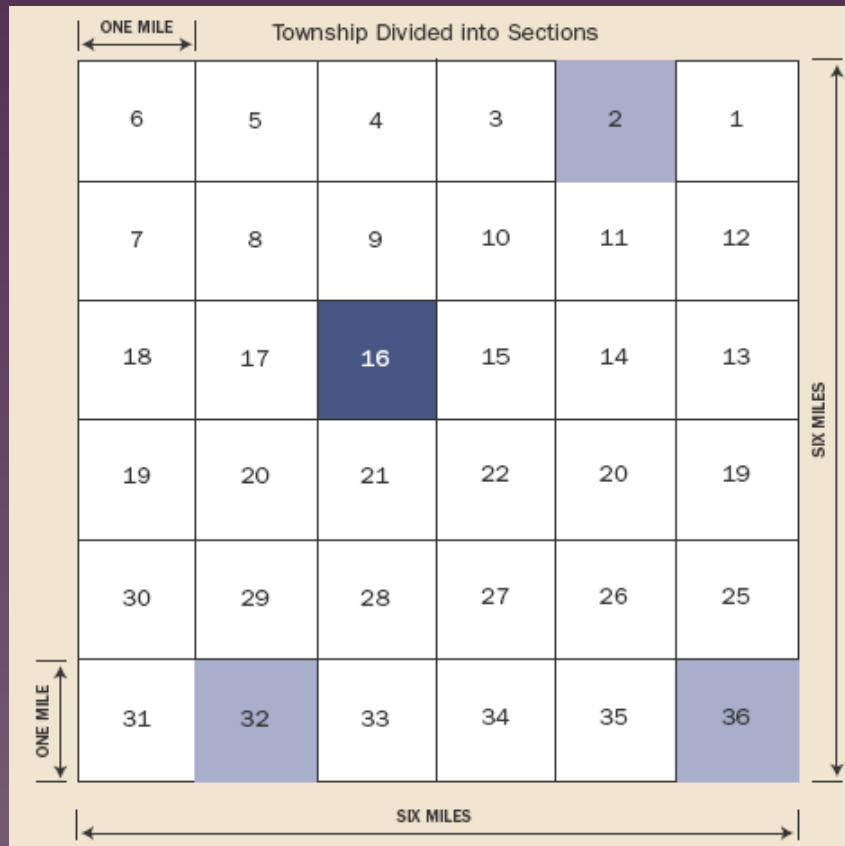 ONE MILE
Township Divided into Sections
6 5 4 3 2 1
7 8 9 10 11 12
18 17 16 15 14 13
SIX MILES
19 20 21 22 20 19
30 29 28 27 26 25
ONE MILE
31 32 33 34 35 36
SIX MILES